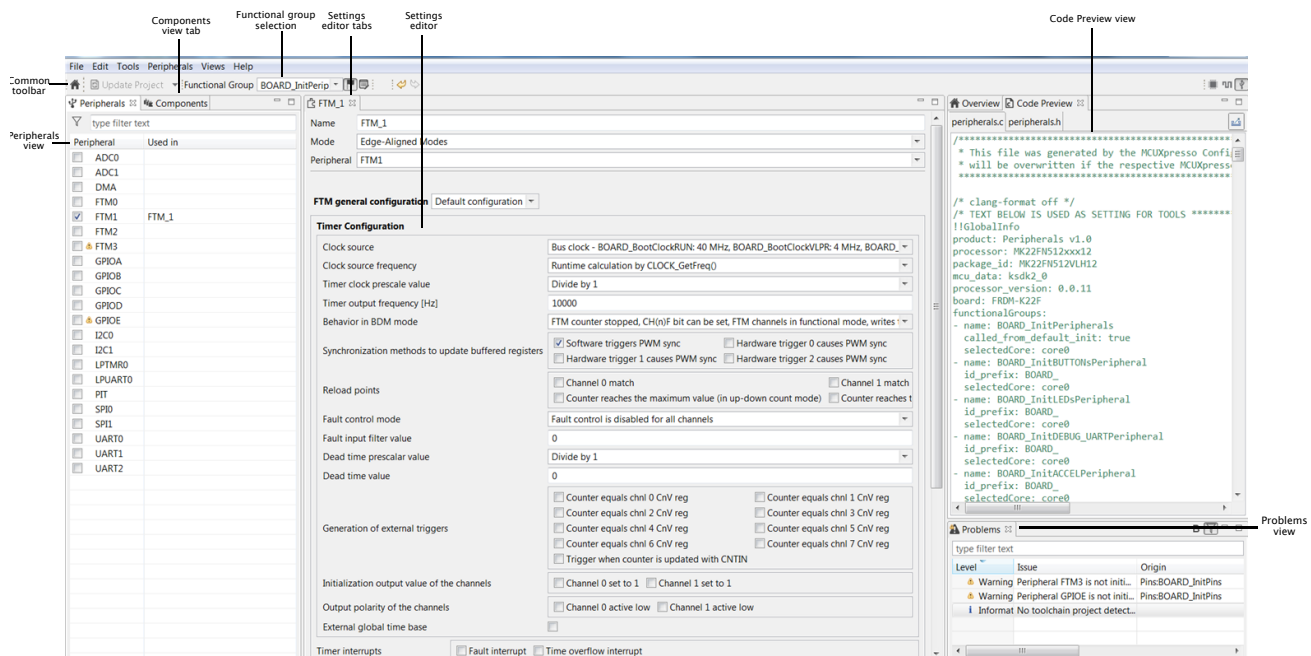 Components
view tab
Functional group
selection
Settings
editor tabs
Settings
editor
Code Preview view
File Edit Tools Peripherals Views Help
Common
toolbar
Update Project
Functional Group BOARD_InitPerip
Peripherals Components
FTM_1
Overview Code Preview
type filter text
Name FTM_1
peripherals.c peripherals.h
Peripherals
view
Peripheral Used in
Mode Edge-Aligned Modes
Peripheral FTM1
ADC0
ADC1
DMA
FTM0
FTM1 FTM_1
FTM2
FTM3
GPIOA
GPIOB
GPIOC
GPIOD
GPIOE
I2C0
I2C1
LPTMR0
LPUART0
PIT
SPI0
SPI1
UART0
UART1
UART2
FTM general configuration Default configuration
Timer Configuration
Clock source Bus clock - BOARD_BootClockRUN: 40 MHz, BOARD_BootClockVLPR: 4 MHz, BOARD_
Clock source frequency Runtime calculation by CLOCK_GetFreq()
Timer clock prescale value Divide by 1
Timer output frequency [Hz] 10000
Behavior in BDM mode FTM counter stopped, CH(n)F bit can be set, FTM channels in functional mode, writes
Synchronization methods to update buffered registers
Software triggers PWM sync Hardware trigger 0 causes PWM sync
Hardware trigger 1 causes PWM sync Hardware trigger 2 causes PWM sync
Reload points
Channel 0 match Channel 1 match
Counter reaches the maximum value (in up-down count mode) Counter reaches t
Fault control mode Fault control is disabled for all channels
Fault input filter value 0
Dead time prescalar value Divide by 1
Dead time value 0
Generation of external triggers
Counter equals chnl 0 CnV reg Counter equals chnl 1 CnV reg
Counter equals chnl 2 CnV reg Counter equals chnl 3 CnV reg
Counter equals chnl 4 CnV reg Counter equals chnl 5 CnV reg
Counter equals chnl 6 CnV reg Counter equals chnl 7 CnV reg
Trigger when counter is updated with CNTIN
Initialization output value of the channels Channel 0 set to 1 Channel 1 set to 1
Output polarity of the channels Channel 0 active low Channel 1 active low
External global time base
Timer interrupts Fault interrupt Time overflow interrupt
/*******************************************
* This file was generated by the MCUXpresso Confi
* will be overwritten if the respective MCUXpress
*******************************************
/* clang-format off */
/* TEXT BELOW IS USED AS SETTING FOR TOOLS *******
!!GlobalInfo
product: Peripherals v1.0
processor: MK22FN512xxx12
package_id: MK22FN512VLH12
mcu_data: ksdk2_0
processor_version: 0.0.11
board: FRDM-K22F
functionalGroups:
- name: BOARD_InitPeripherals
called_from_default_init: true
selectedCore: core0
- name: BOARD_InitBUTTONsPeripheral
id_prefix: BOARD_
selectedCore: core0
- name: BOARD_InitLEDsPeripheral
id_prefix: BOARD_
selectedCore: core0
- name: BOARD_InitDEBUG_UARTPeripheral
id_prefix: BOARD_
selectedCore: core0
- name: BOARD_InitACCELPeripheral
id_prefix: BOARD_
selectedCore: core0
Problems
Problems
view
type filter text
Level Issue Origin
Warning Peripheral FTM3 is not initi... Pins:BOARD_InitPins
Warning Peripheral GPIOE is not initi... Pins:BOARD_InitPins
Informat No toolchain project detect...